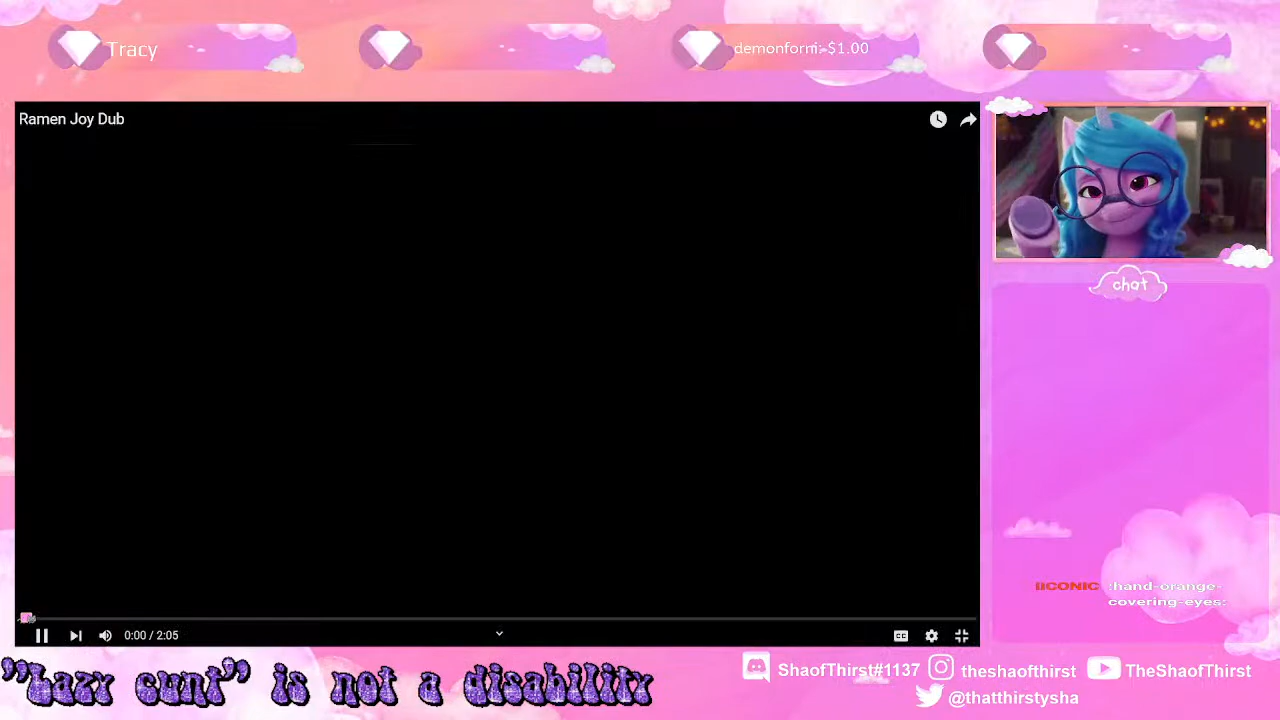 Tracy
demonform: $1.00
Ramen Joy Dub
chat
IICONIC :hand-orange-
covering-eyes:
0:00 / 2:05
CC
"Lazy cunt" is not a disability
ShaofThirst#1137 theshaofthirst TheShaofThirst
@thatthirstysha